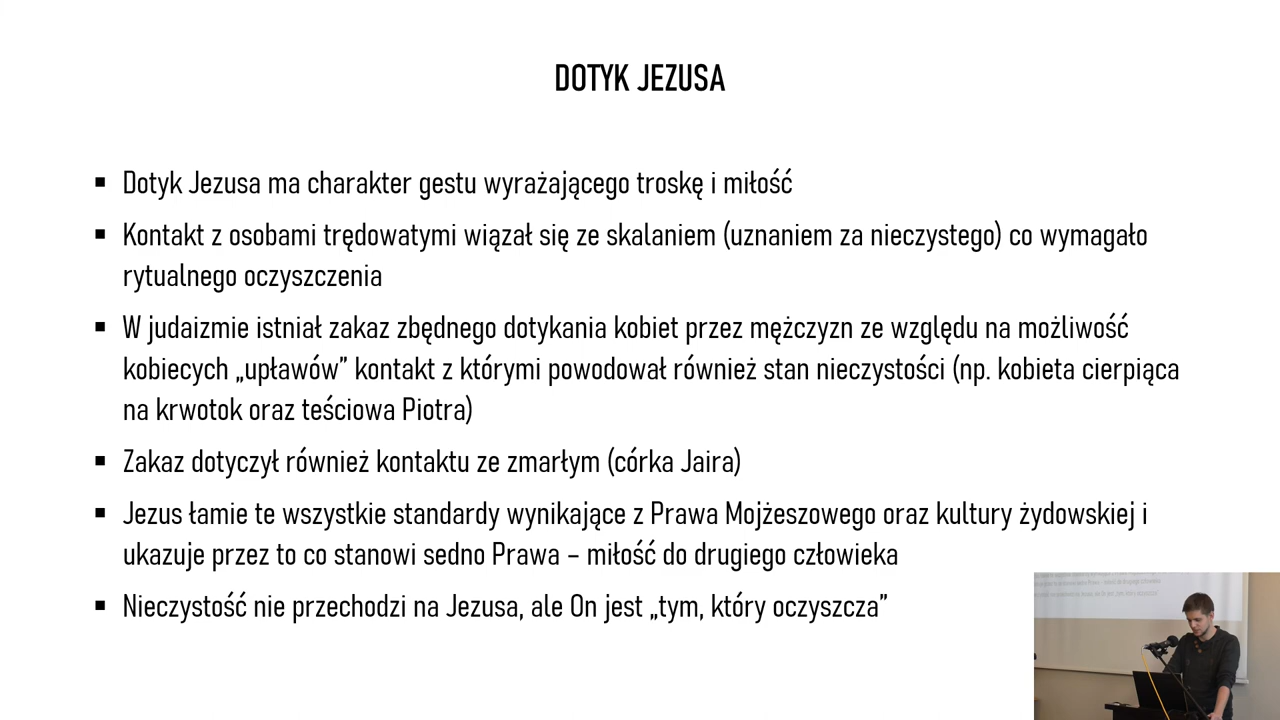 DOTYK JEZUSA
▪ Dotyk Jezusa ma charakter gestu wyrażającego troskę i miłość
▪ Kontakt z osobami trędowatymi wiązał się ze skalaniem (uznaniem za nieczystego) co wymagało
rytualnego oczyszczenia
▪ W judaizmie istniał zakaz zbędnego dotykania kobiet przez mężczyzn ze względu na możliwość
kobiecych „upławów” kontakt z którymi powodował również stan nieczystości (np. kobieta cierpiąca
na krwotok oraz teściowa Piotra)
▪ Zakaz dotyczył również kontaktu ze zmarłym (córka Jaira)
▪ Jezus łamie te wszystkie standardy wynikające z Prawa Mojżeszowego oraz kultury żydowskiej i
ukazuje przez to co stanowi sedno Prawa – miłość do drugiego człowieka
▪ Nieczystość nie przechodzi na Jezusa, ale On jest „tym, który oczyszcza”